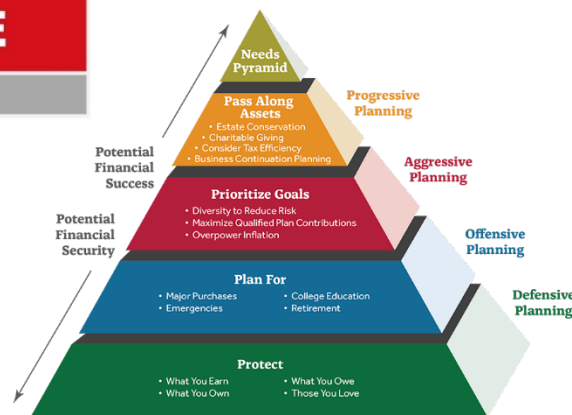 E
Needs
Pyramid
Pass Along
Assets
• Estate Conservation
• Charitable Giving
• Consider Tax Efficiency
• Business Continuation Planning
Progressive
Planning
Potential
Financial
Success
Prioritize Goals
• Diversity to Reduce Risk
• Maximize Qualified Plan Contributions
• Overpower Inflation
Aggressive
Planning
Potential
Financial
Security
Plan For
• Major Purchases
• Emergencies
• College Education
• Retirement
Offensive
Planning
Protect
• What You Earn
• What You Own
• What You Owe
• Those You Love
Defensive
Planning